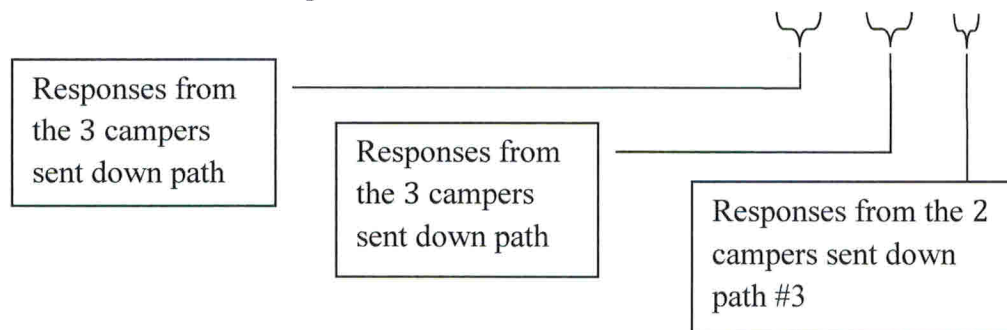 Responses from
the 3 campers
sent down path
Responses from
the 3 campers
sent down path
Responses from the 2
campers sent down
path #3